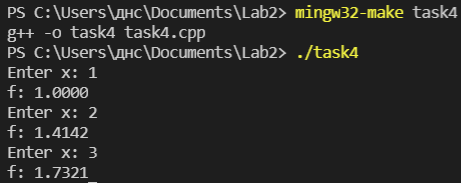 PS C:\Users\днс\Documents\Lab2> mingw32-make task4
g++ -o task4 task4.cpp
PS C:\Users\днс\Documents\Lab2> ./task4
Enter x: 1
f: 1.0000
Enter x: 2
f: 1.4142
Enter x: 3
f: 1.7321